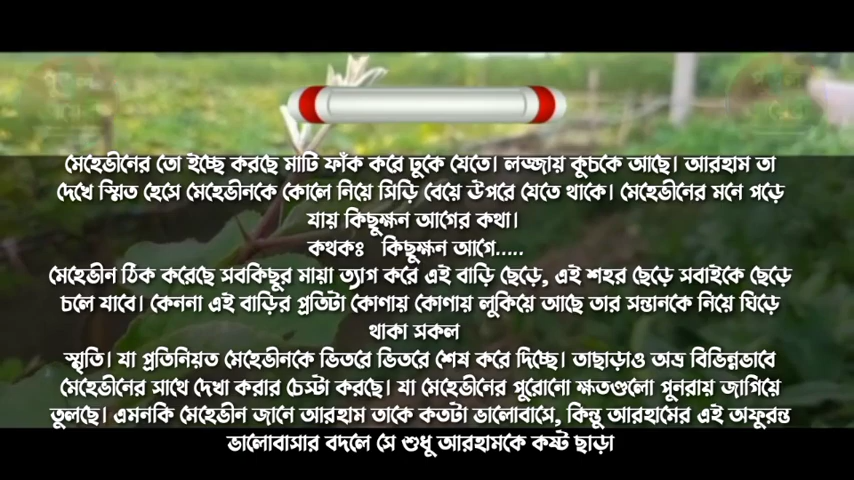 মেহেভীনের তো ইচ্ছে করছে মাটি ফাঁক করে ঢুকে যেতে। লজ্জায় কুচকে আছে। আরহাম তা
দেখে স্মিত হেসে মেহেভীনকে কোলে নিয়ে সিড়ি বেয়ে উপরে যেতে থাকে। মেহেভীনের মনে পড়ে
যায় কিছুক্ষন আগের কথা।
কথকঃ কিছুক্ষন আগে.....
মেহেভীন ঠিক করেছে সবকিছুর মায়া ত্যাগ করে এই বাড়ি ছেড়ে, এই শহর ছেড়ে সবাইকে ছেড়ে
চলে যাবে। কেননা এই বাড়ির প্রতিটা কোণায় কোণায় লুকিয়ে আছে তার সন্তানকে নিয়ে ঘিড়ে
থাকা সকল
স্মৃতি। যা প্রতিনিয়ত মেহেভীনকে ভিতরে ভিতরে শেষ করে দিচ্ছে। তাছাড়াও অভ্র বিভিন্নভাবে
মেহেভীনের সাথে দেখা করার চেস্টা করছে। যা মেহেভীনের পুরোনো ক্ষতগুলো পুনরায় জাগিয়ে
তুলছে। এমনকি মেহেভীন জানে আরহাম তাকে কতটা ভালোবাসে, কিন্তু আরহামের এই অফুরন্ত
ভালোবাসার বদলে সে শুধু আরহামকে কষ্ট ছাড়া